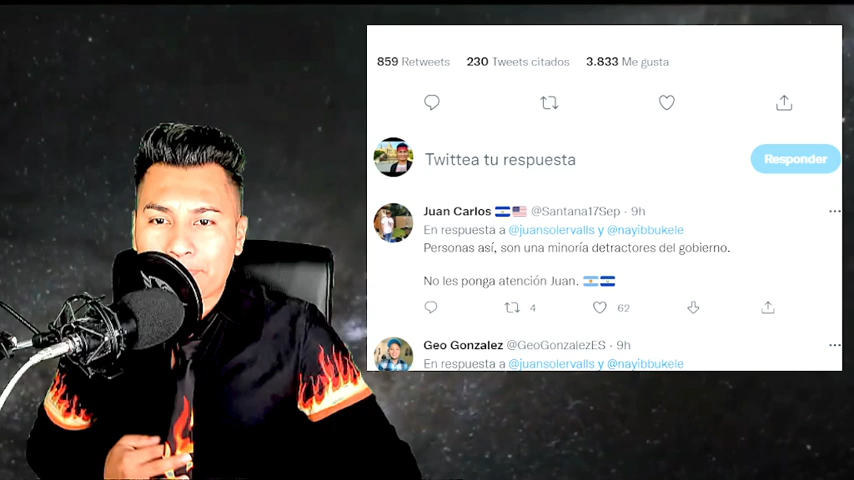 859 Retweets 230 Tweets citados 3.833 Me gusta
Twittea tu respuesta
Responder
Juan Carlos @Santana17Sep · 9h
En respuesta a @juansolervalls y @nayibbukele
Personas así, son una minoría detractores del gobierno.
No les ponga atención Juan.
4 62
Geo Gonzalez @GeoGonzalezES · 9h
En respuesta a @juansolervalls y @nayibbukele